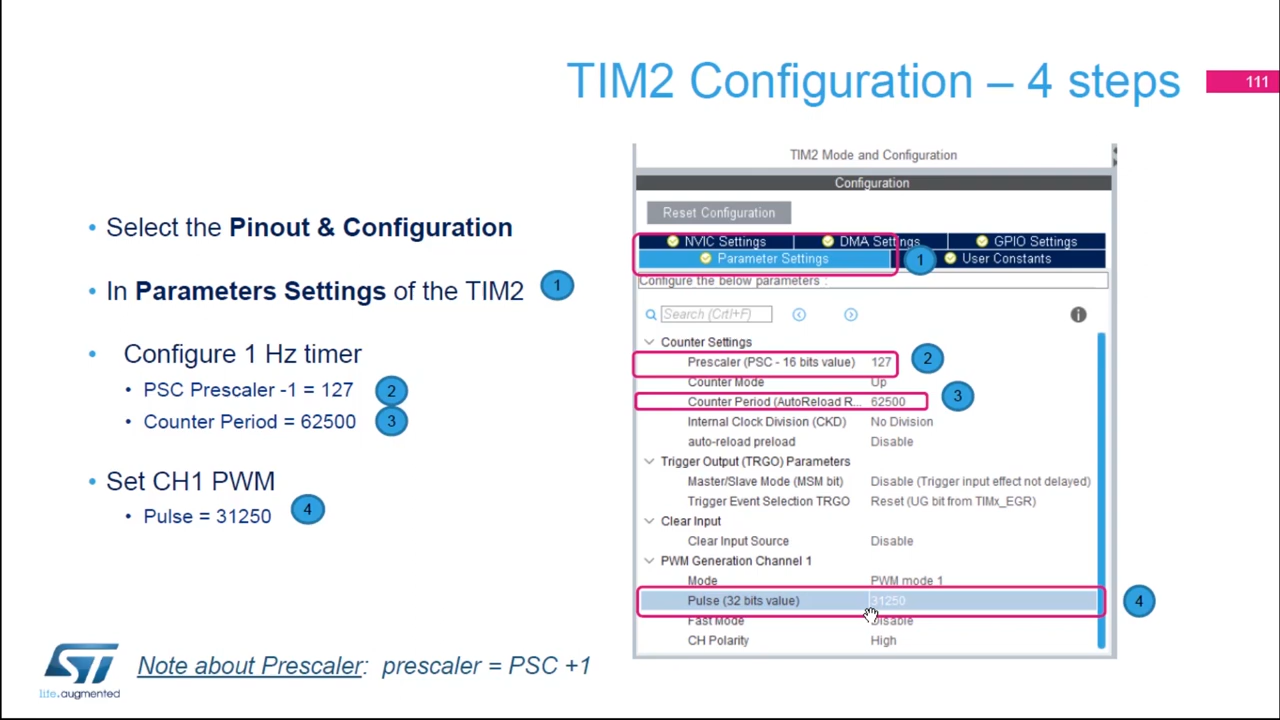 TIM2 Configuration – 4 steps
111
• Select the Pinout & Configuration
• In Parameters Settings of the TIM2 1
• Configure 1 Hz timer
• PSC Prescaler -1 = 127 2
• Counter Period = 62500 3
• Set CH1 PWM
• Pulse = 31250 4
TIM2 Mode and Configuration
Configuration
Reset Configuration
NVIC Settings DMA Settings GPIO Settings
Parameter Settings 1 User Constants
Configure the below parameters :
Search (Crtl+F) i
Counter Settings
Prescaler (PSC - 16 bits value) 127 2
Counter Mode Up
Counter Period (AutoReload R... 62500 3
Internal Clock Division (CKD) No Division
auto-reload preload Disable
Trigger Output (TRGO) Parameters
Master/Slave Mode (MSM bit) Disable (Trigger input effect not delayed)
Trigger Event Selection TRGO Reset (UG bit from TIMx_EGR)
Clear Input
Clear Input Source Disable
PWM Generation Channel 1
Mode PWM mode 1
Pulse (32 bits value) 31250 4
Fast Mode Disable
CH Polarity High
ST
life.augmented
Note about Prescaler: prescaler = PSC +1